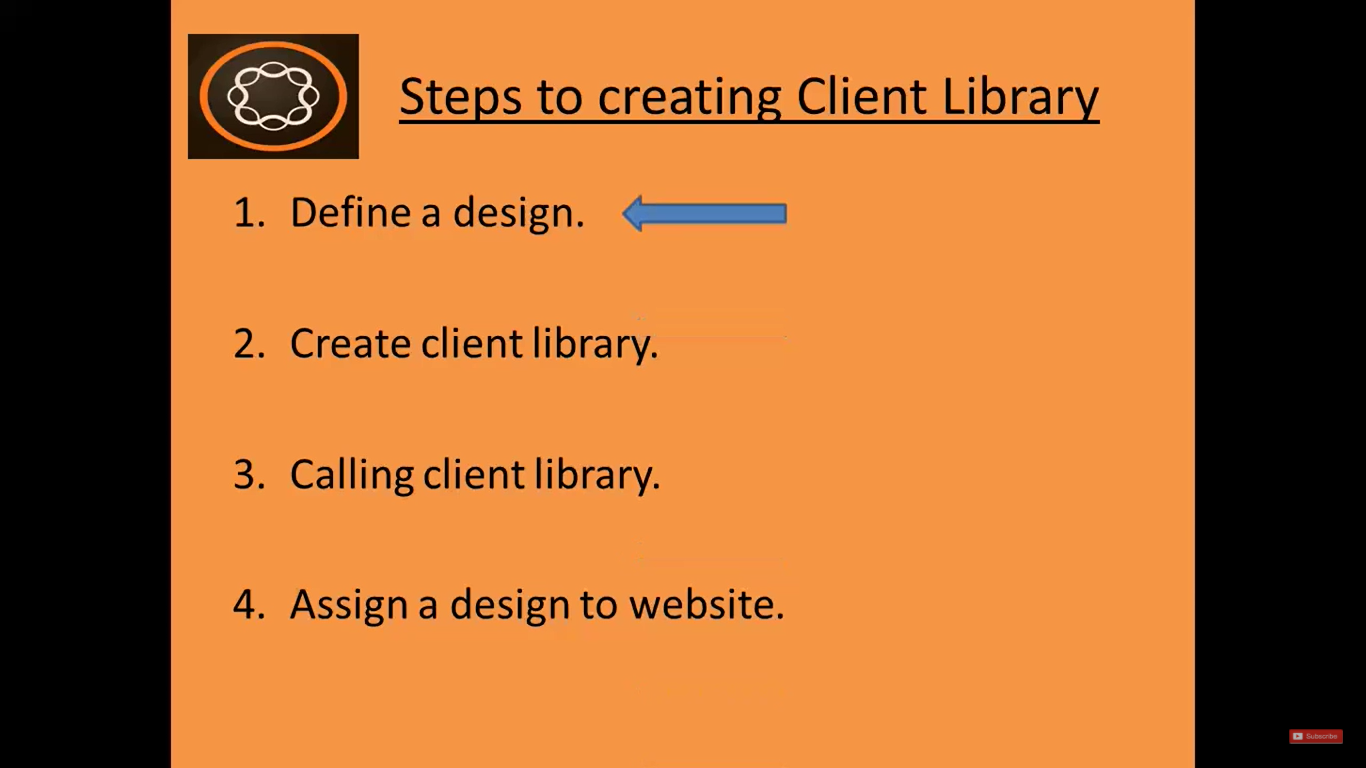 Steps to creating Client Library
1. Define a design.
2. Create client library.
3. Calling client library.
4. Assign a design to website.
Subscribe